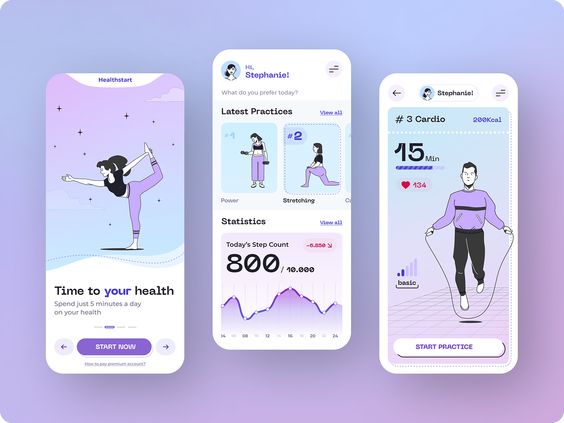 Healthstart
Time to your health
Spend just 5 minutes a day
on your health
START NOW
How to pay premium account?
Hi,
Stephanie!
What do you prefer today?
Latest Practices
View all
#1
#2
Power
Stretching
Statistics
View all
Today's Step Count
-6.850
800 / 10.000
14 08 10 12 14 16 18 20 22 24
Stephanie!
# 3 Cardio
200Kcal
15 Min
134
basic
START PRACTICE